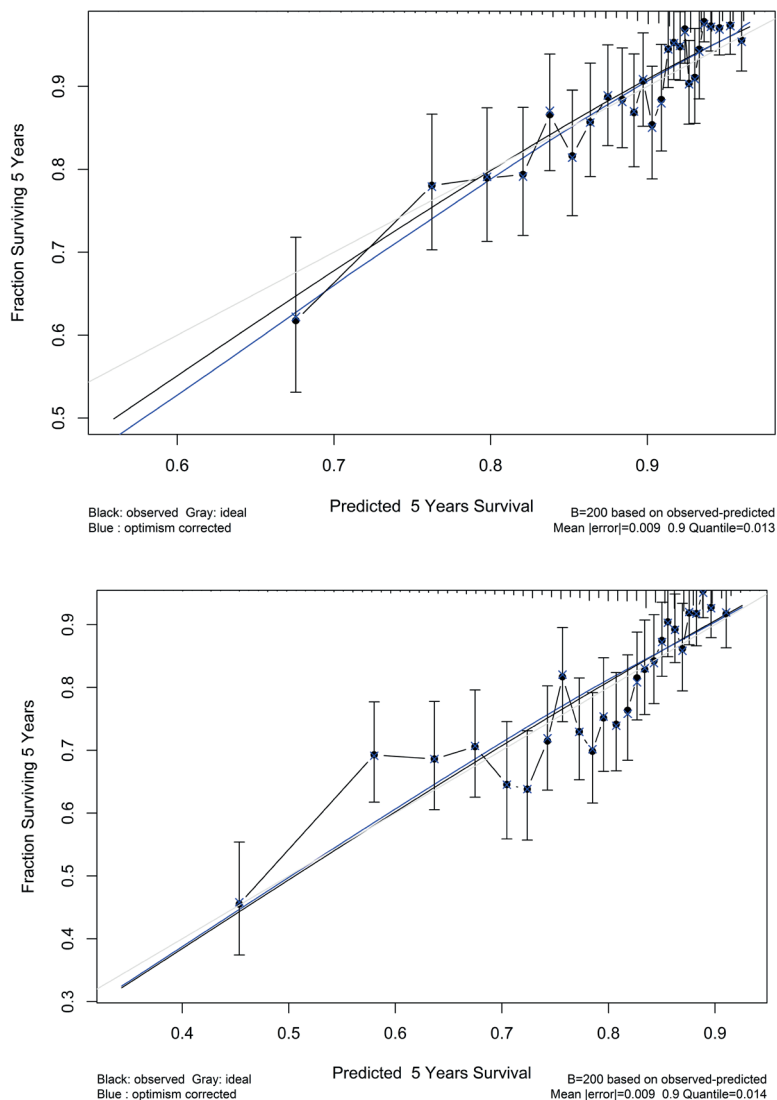 0.9
0.8
0.7
0.6
0.5
Fraction Surviving 5 Years
0.6 0.7 0.8 0.9
Predicted  5 Years Survival
Black: observed  Gray: ideal
Blue : optimism corrected
B=200 based on observed-predicted
Mean |error|=0.009  0.9 Quantile=0.013
0.9
0.8
0.7
0.6
0.5
0.4
0.3
Fraction Surviving 5 Years
0.4 0.5 0.6 0.7 0.8 0.9
Predicted  5 Years Survival
Black: observed  Gray: ideal
Blue : optimism corrected
B=200 based on observed-predicted
Mean |error|=0.009  0.9 Quantile=0.014